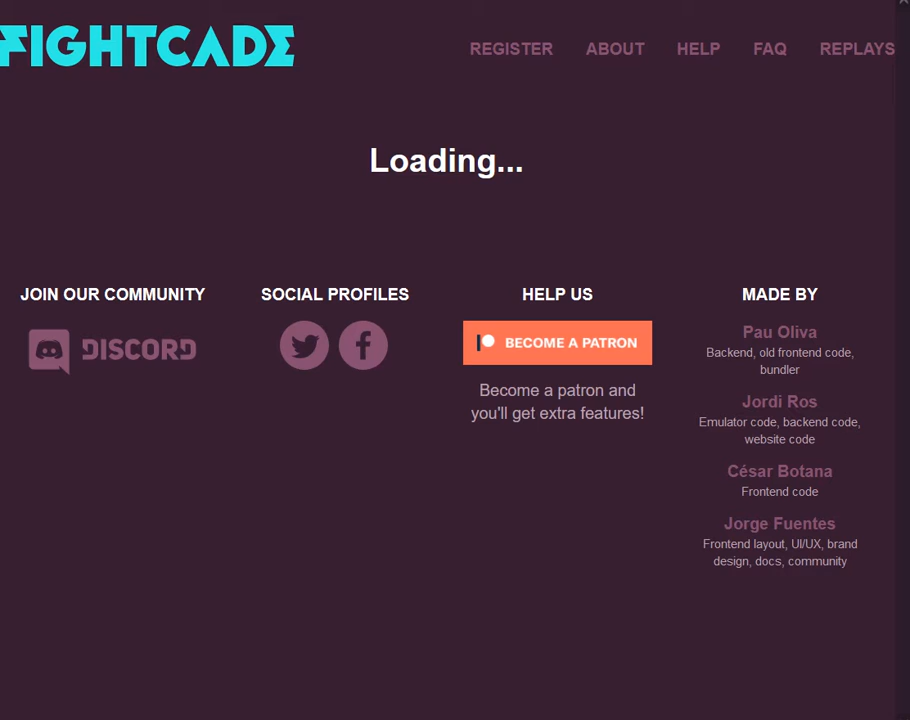 FIGHTCADE
REGISTER ABOUT HELP FAQ REPLAYS
Loading...
JOIN OUR COMMUNITY
DISCORD
SOCIAL PROFILES
HELP US
BECOME A PATRON
Become a patron and
you'll get extra features!
MADE BY
Pau Oliva
Backend, old frontend code,
bundler
Jordi Ros
Emulator code, backend code,
website code
César Botana
Frontend code
Jorge Fuentes
Frontend layout, UI/UX, brand
design, docs, community